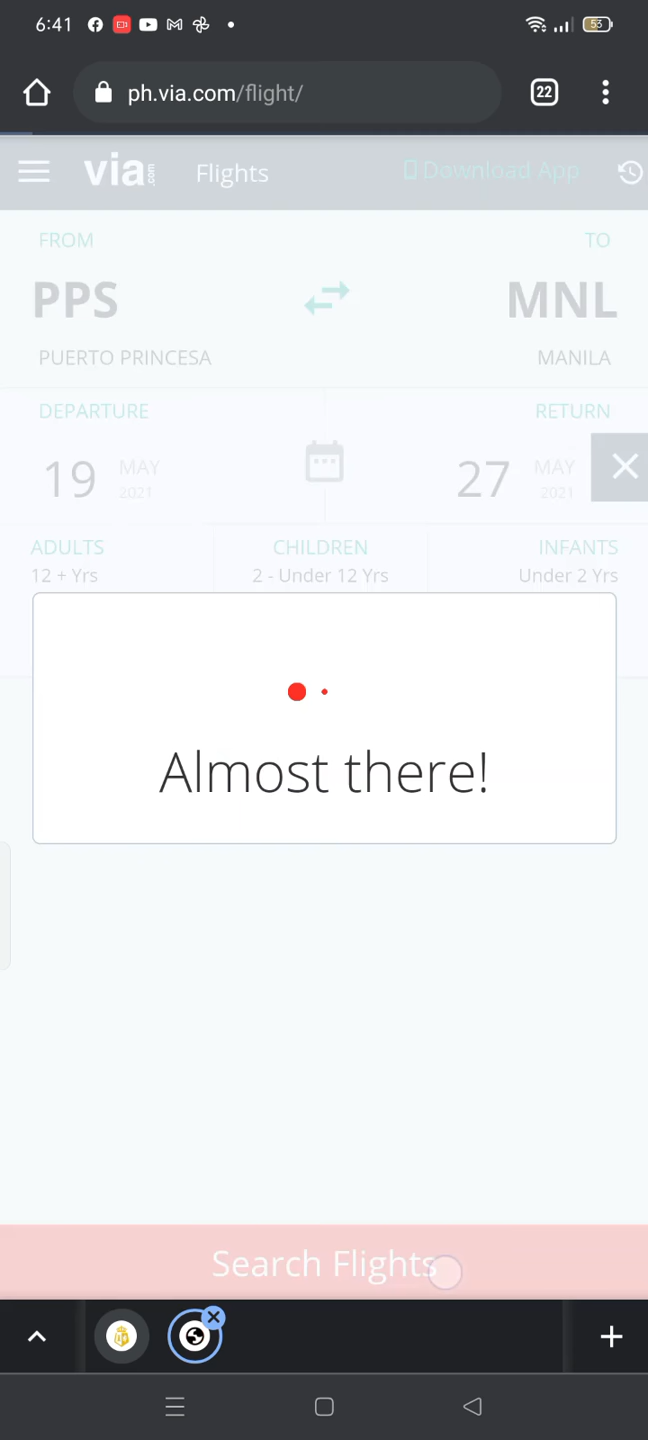 6:41
53
ph.via.com/flight/
22
via.com
Flights
Download App
FROM
TO
PPS
MNL
PUERTO PRINCESA
MANILA
DEPARTURE
RETURN
19 MAY 2021
27 MAY 2021
ADULTS
CHILDREN
INFANTS
12 + Yrs
2 - Under 12 Yrs
Under 2 Yrs
Almost there!
Search Flights